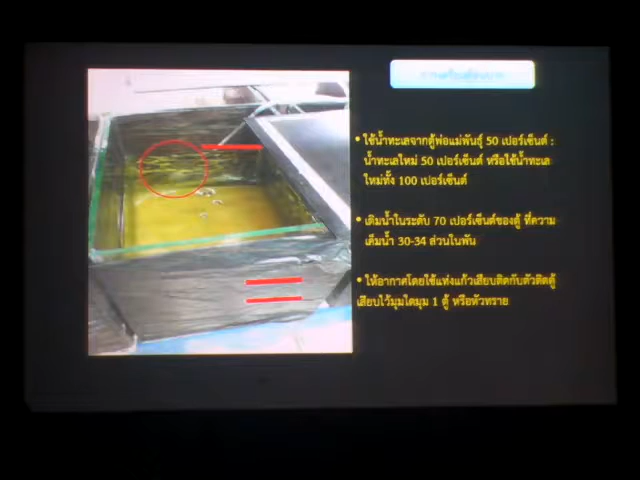 • ใช้น้ำทะเลจากตู้พ่อแม่พันธุ์ 50 เปอร์เซ็นต์ :
น้ำทะเลใหม่ 50 เปอร์เซ็นต์ หรือใช้น้ำทะเล
ใหม่ทั้ง 100 เปอร์เซ็นต์
• เติมน้ำในระดับ 70 เปอร์เซ็นต์ของตู้ ที่ความ
เค็มน้ำ 30-34 ส่วนในพัน
• ให้อากาศโดยใช้แท่งแก้วเสียบติดกับตัวติดตู้
เสียบไว้มุมใดมุม 1 ตู้ หรือหัวทราย